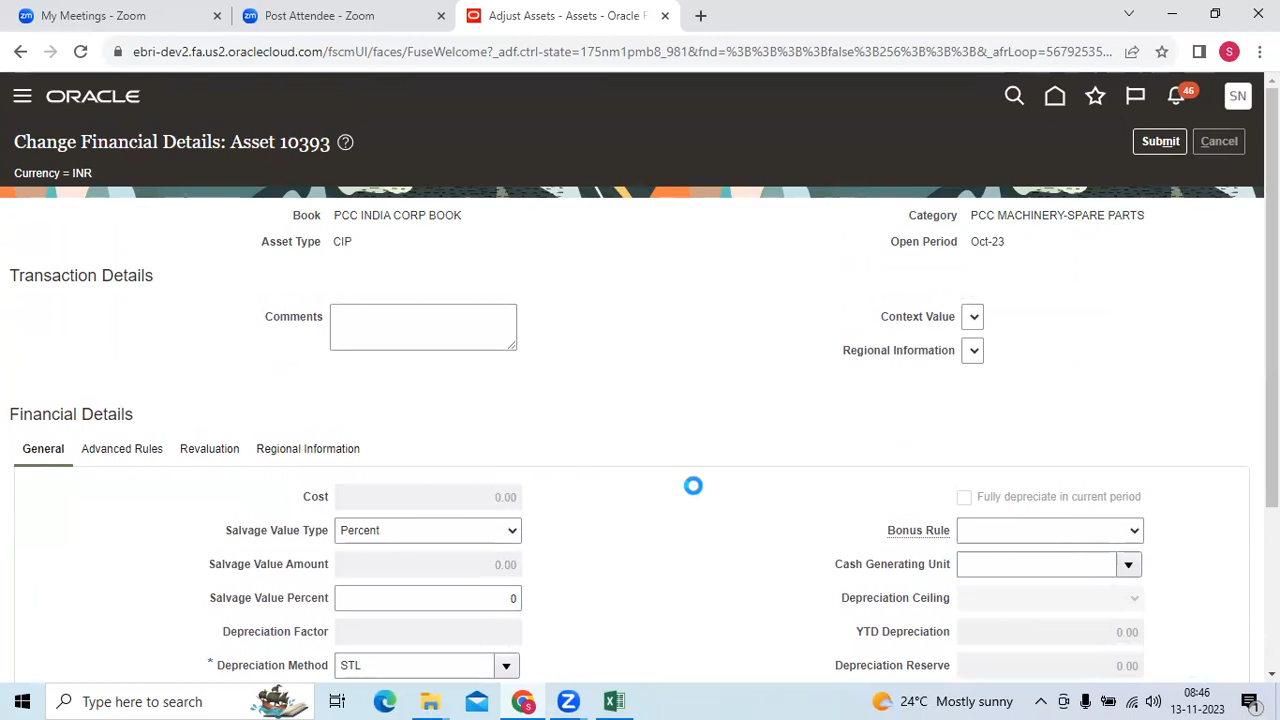 My Meetings - Zoom
Post Attendee - Zoom
Adjust Assets - Assets - Oracle F
ebri-dev2.fa.us2.oraclecloud.com/fscmUI/faces/FuseWelcome?_adf.ctrl-state=175nm1pmb8_981&fnd=%3B%3B%3B%3Bfalse%3B256%3B%3B%3B&_afrLoop=56792535...
S
ORACLE
46
SN
Change Financial Details: Asset 10393
Submit Cancel
Currency = INR
Book PCC INDIA CORP BOOK
Category PCC MACHINERY-SPARE PARTS
Asset Type CIP
Open Period Oct-23
Transaction Details
Comments
Context Value
Regional Information
Financial Details
General Advanced Rules Revaluation Regional Information
Cost 0.00
Fully depreciate in current period
Salvage Value Type Percent
Bonus Rule
Salvage Value Amount 0.00
Cash Generating Unit
Salvage Value Percent 0
Depreciation Ceiling
Depreciation Factor
YTD Depreciation 0.00
* Depreciation Method STL
Depreciation Reserve 0.00
Type here to search
24°C Mostly sunny
08:46
13-11-2023
1